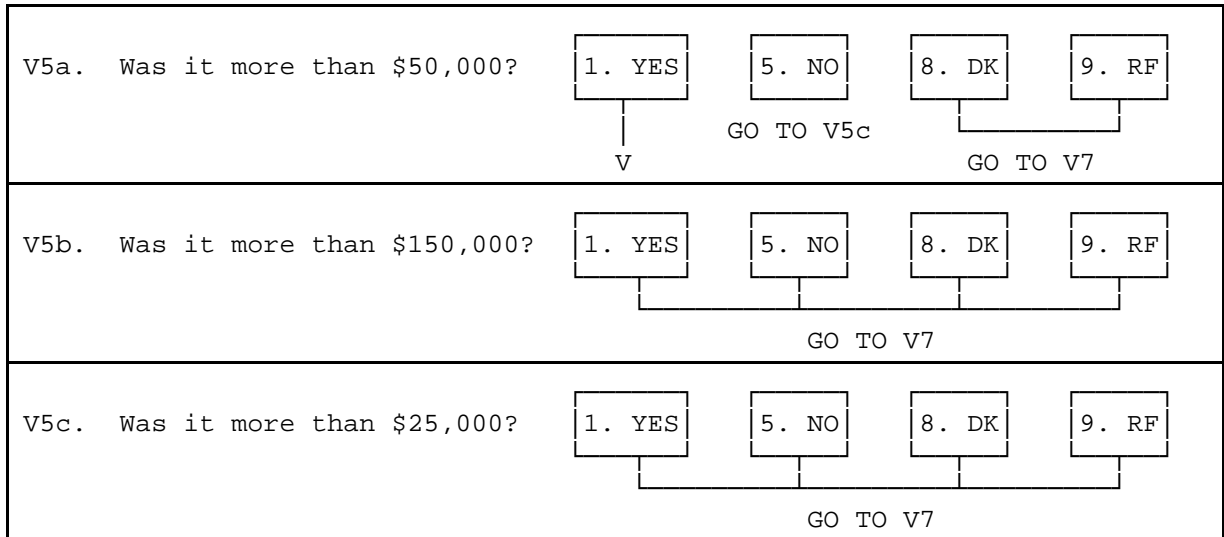 V5a. Was it more than $50,000? 1. YES 5. NO 8. DK 9. RF
GO TO V5c
V GO TO V7
V5b. Was it more than $150,000? 1. YES 5. NO 8. DK 9. RF
GO TO V7
V5c. Was it more than $25,000? 1. YES 5. NO 8. DK 9. RF
GO TO V7